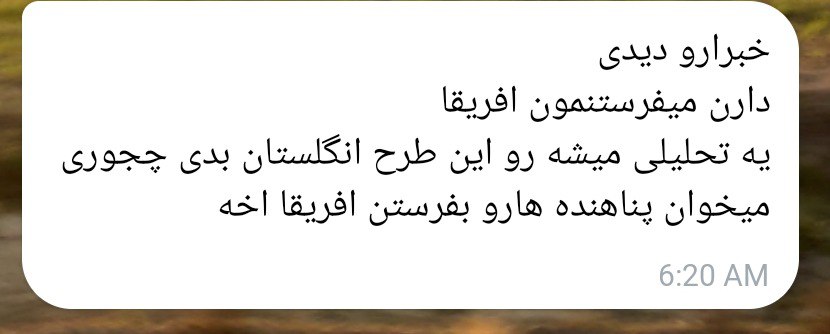 خبرارو دیدی
دارن میفرستنمون افریقا
یه تحلیلی میشه رو این طرح انگلستان بدی چجوری
میخوان پناهنده هارو بفرستن افریقا اخه
6:20 AM